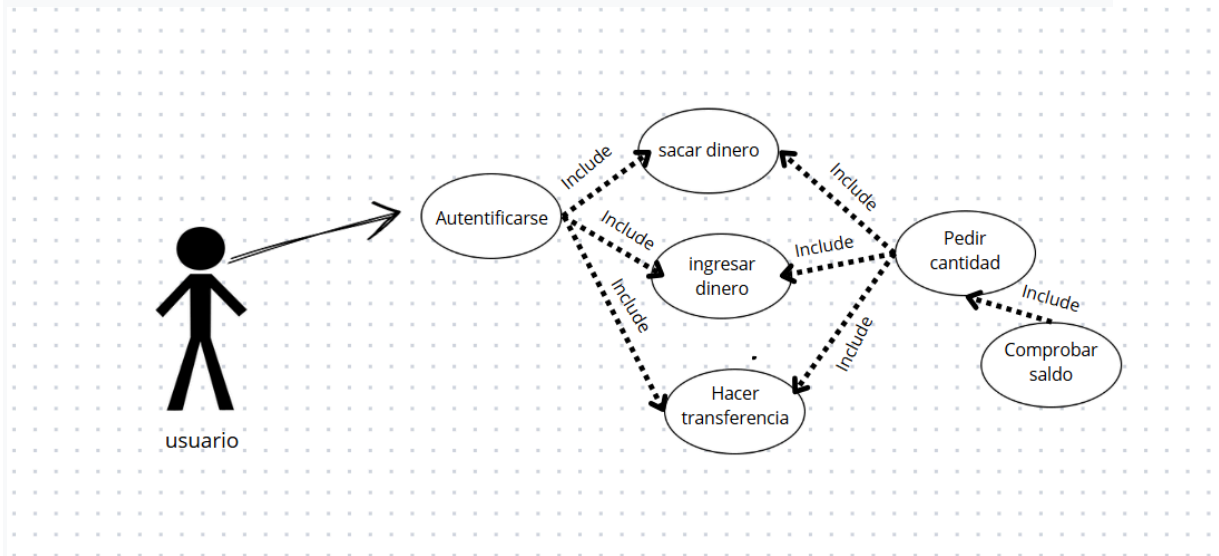 sacar dinero
Include
Include
Autentificarse
Include
Pedir
cantidad
Include
ingresar
dinero
Include
Include
Include
Comprobar
saldo
Hacer
transferencia
usuario